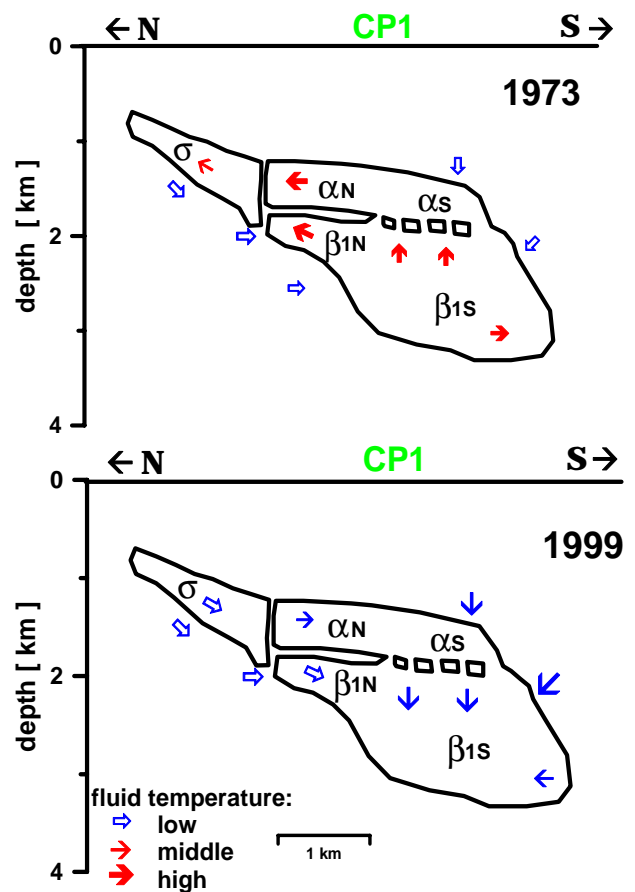 ← N CP1 S →
0
1973
σ
αN
αS
2
β1N
β1S
depth [ km ]
4
← N CP1 S →
0
1999
σ
αN
αS
2
β1N
β1S
depth [ km ]
fluid temperature:
low
middle
1 km
high
4